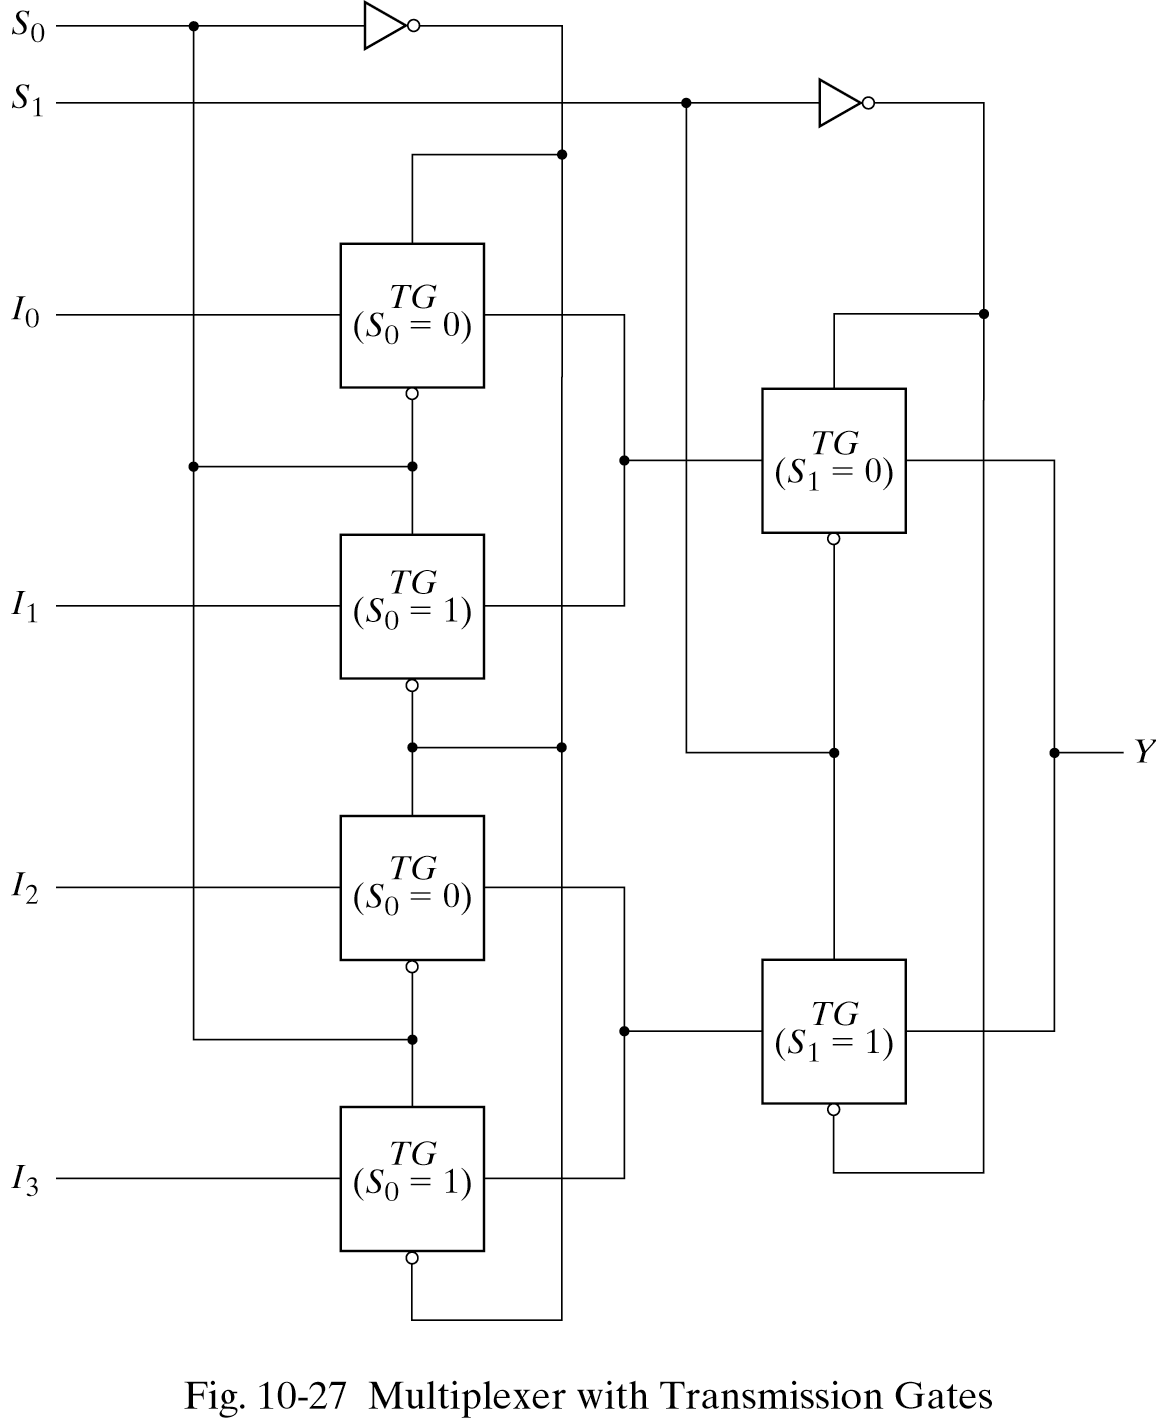 S0
S1
I0
TG
(S0 = 0)
TG
(S1 = 0)
I1
TG
(S0 = 1)
Y
I2
TG
(S0 = 0)
TG
(S1 = 1)
I3
TG
(S0 = 1)
Fig. 10-27 Multiplexer with Transmission Gates